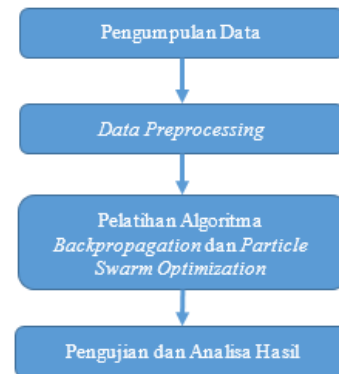 Pengumpulan Data
Data Preprocessing
Pelatihan Algoritma
Backpropagation dan Particle
Swarm Optimization
Pengujian dan Analisa Hasil